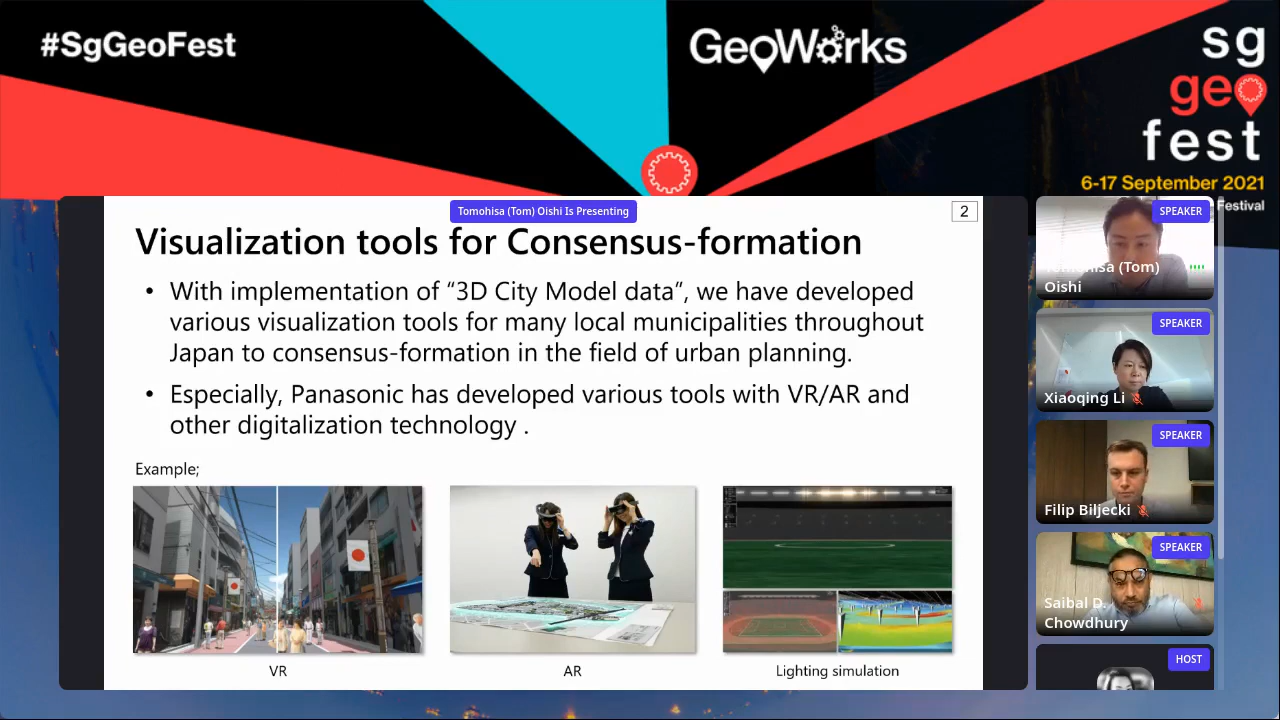 #SgGeoFest
GeoWorks
sg
geo
fest
6-17 September 2021
Festival
Tomohisa (Tom) Oishi Is Presenting
2
Visualization tools for Consensus-formation
• With implementation of “3D City Model data”, we have developed
various visualization tools for many local municipalities throughout
Japan to consensus-formation in the field of urban planning.
• Especially, Panasonic has developed various tools with VR/AR and
other digitalization technology .
Example;
VR
AR
Lighting simulation
SPEAKER
Tomohisa (Tom)
Oishi
SPEAKER
Xiaoqing Li
SPEAKER
Filip Biljecki
SPEAKER
Saibal D.
Chowdhury
HOST